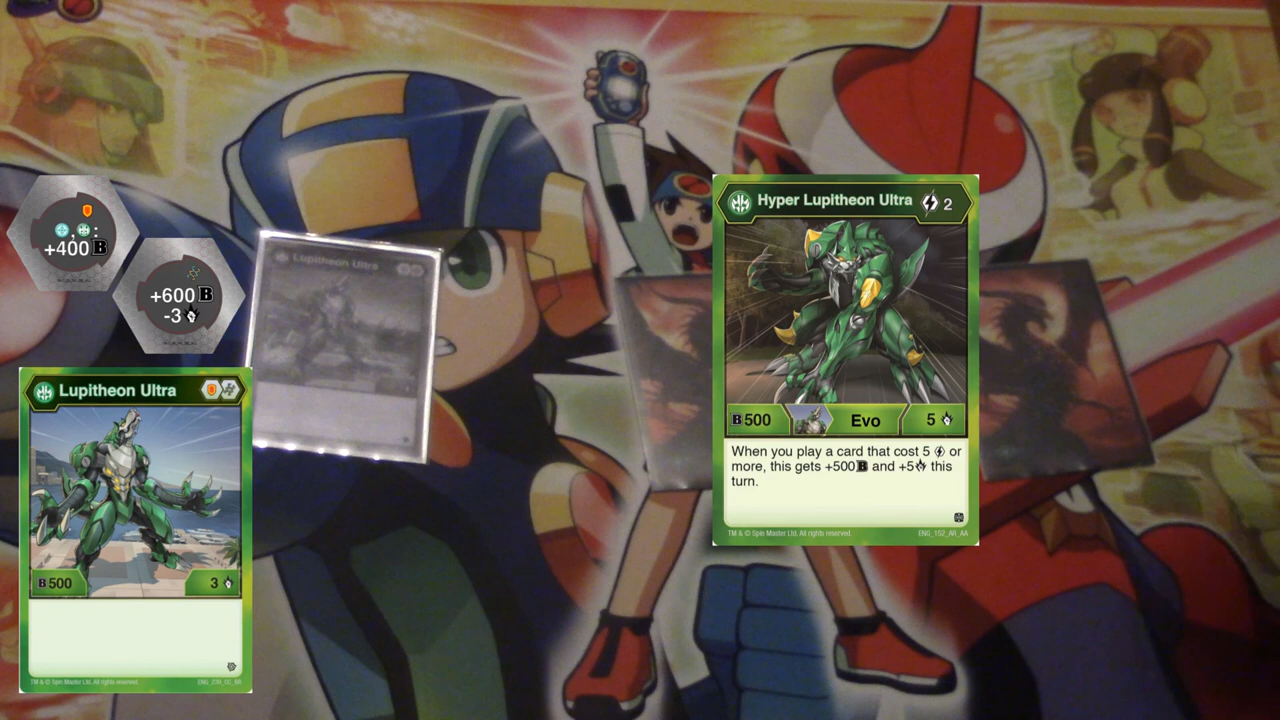 +400 B
+600 B
-3
Lupitheon Ultra
B 500
3
TM & © Spin Master Ltd. All rights reserved.
Lupitheon Ultra
Hyper Lupitheon Ultra 2
B 500 Evo 5
When you play a card that cost 5 or
more, this gets +500 B and +5 this
turn.
TM & © Spin Master Ltd. All rights reserved. ENG_152_AR_AA